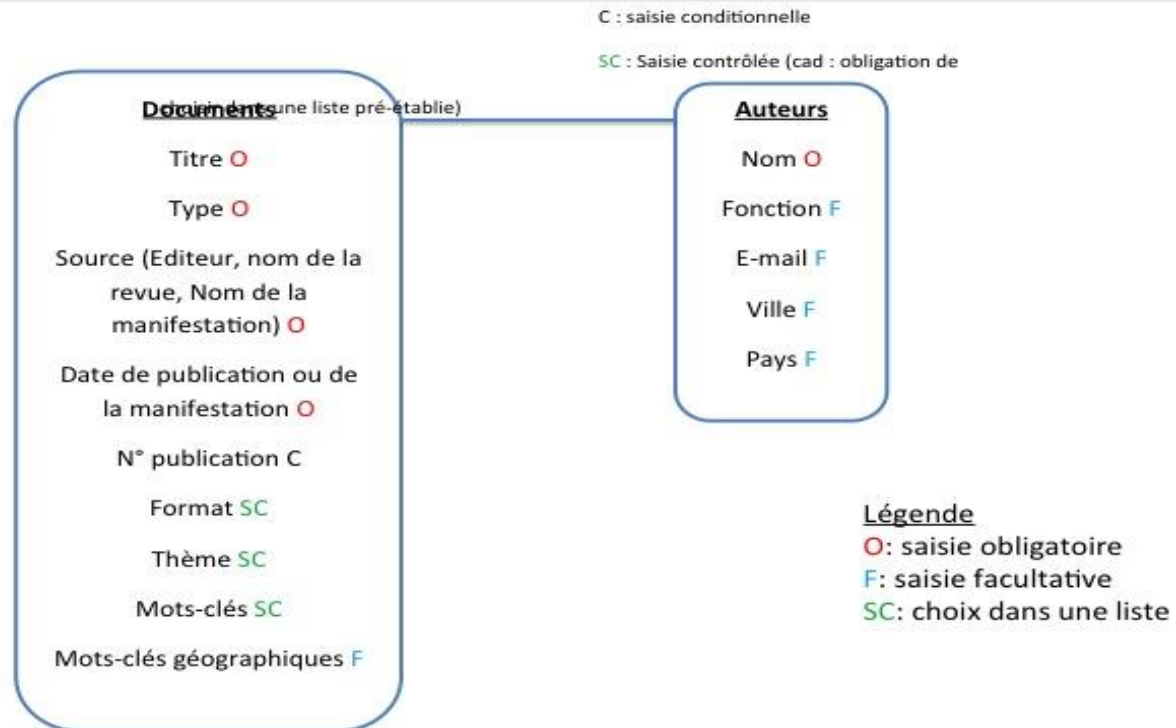 C : saisie conditionnelle
SC : Saisie contrôlée (cad : obligation de
dans une liste pré-établie)
Documents
Titre O
Type O
Source (Editeur, nom de la
revue, Nom de la
manifestation) O
Date de publication ou de
la manifestation O
N° publication C
Format SC
Thème SC
Mots-clés SC
Mots-clés géographiques F
Auteurs
Nom O
Fonction F
E-mail F
Ville F
Pays F
Légende
O: saisie obligatoire
F: saisie facultative
SC: choix dans une liste